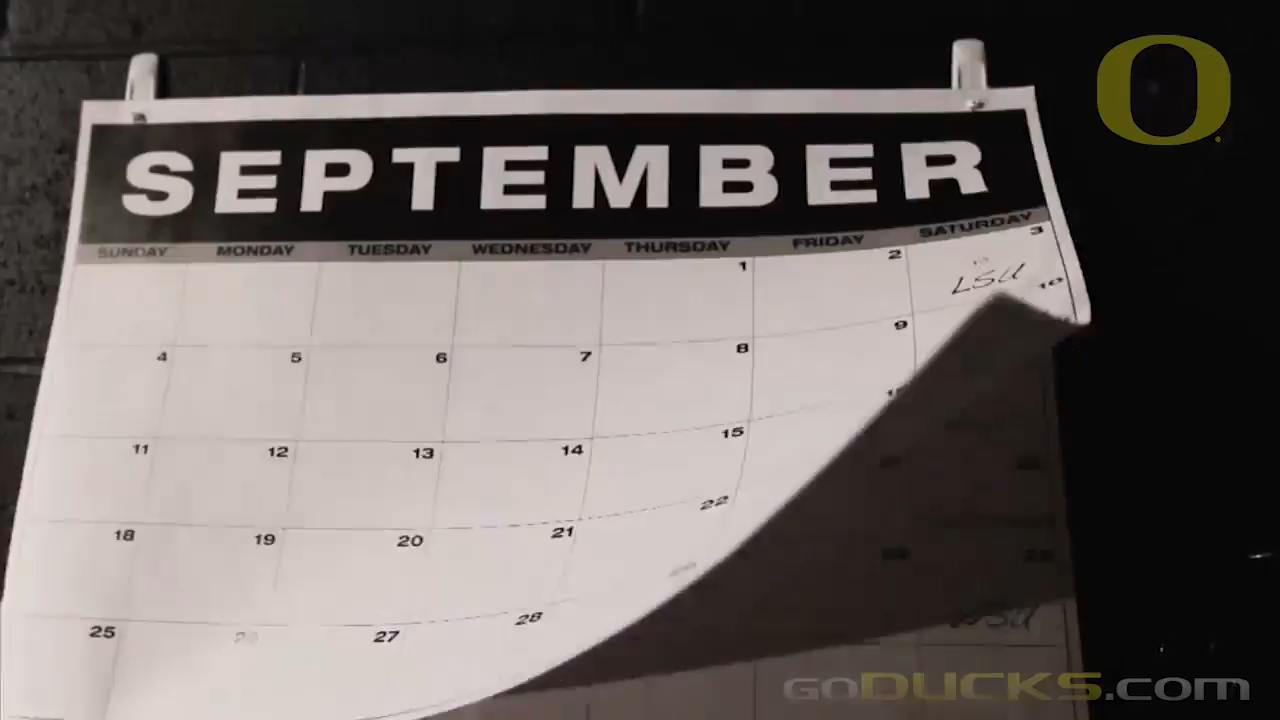 O
SEPTEMBER
SUNDAY MONDAY TUESDAY WEDNESDAY THURSDAY FRIDAY SATURDAY
1 2 3
LSU
4 5 6 7 8 9 10
11 12 13 14 15
18 19 20 21 22
25 27 28
WSU
GODUCKS.com